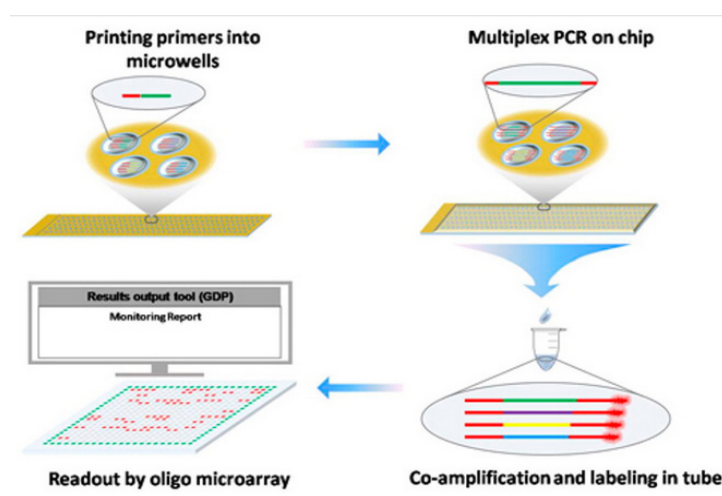 Printing primers into
microwells
Multiplex PCR on chip
Results output tool (GDP)
Monitoring Report
Readout by oligo microarray
Co-amplification and labeling in tube